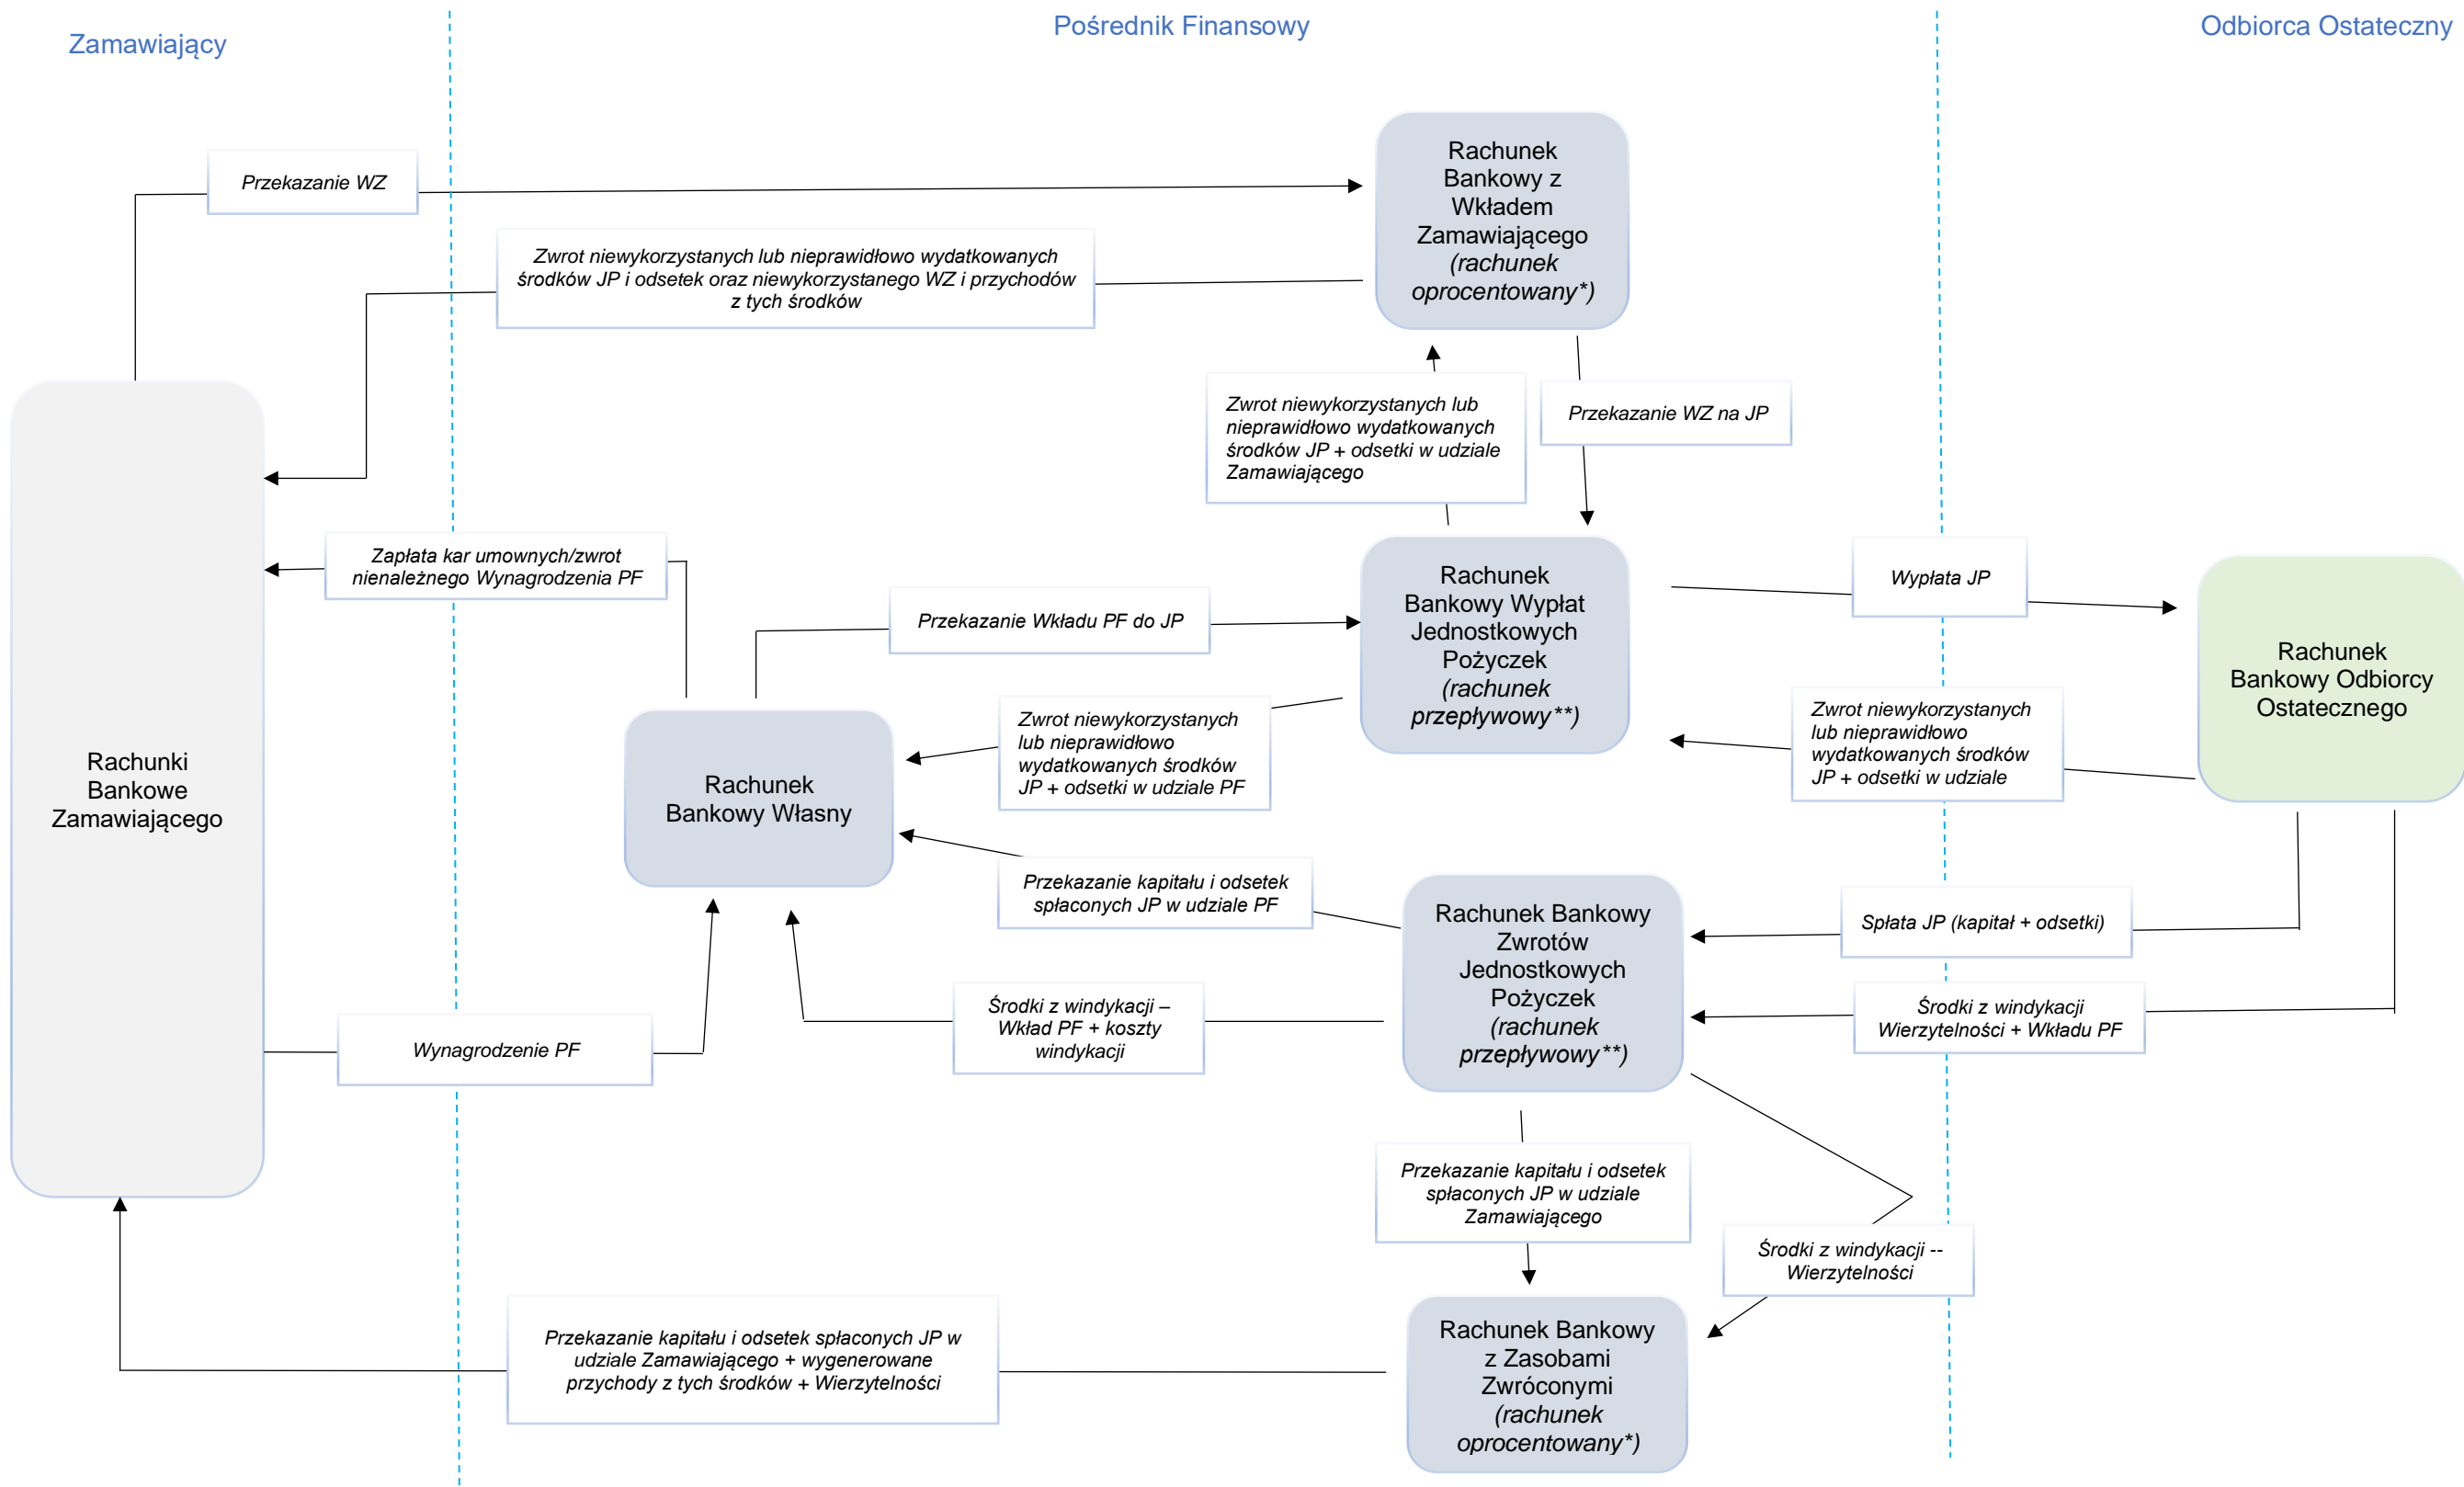 Zamawiający
Pośrednik Finansowy
Odbiorca Ostateczny
Rachunek
Bankowy z
Wkładem
Zamawiającego
(rachunek
oprocentowany*)
Przekazanie WZ
Zwrot niewykorzystanych lub nieprawidłowo wydatkowanych
środków JP i odsetek oraz niewykorzystanego WZ i przychodów
z tych środków
Zwrot niewykorzystanych lub
nieprawidłowo wydatkowanych
środków JP + odsetki w udziale
Zamawiającego
Przekazanie WZ na JP
Zapłata kar umownych/zwrot
nienależnego Wynagrodzenia PF
Przekazanie Wkładu PF do JP
Rachunek
Bankowy Wypłat
Jednostkowych
Pożyczek
(rachunek
przepływowy**)
Wypłata JP
Rachunek
Bankowy Odbiorcy
Ostatecznego
Zwrot niewykorzystanych
lub nieprawidłowo
wydatkowanych środków
JP + odsetki w udziale PF
Zwrot niewykorzystanych
lub nieprawidłowo
wydatkowanych środków
JP + odsetki w udziale
Rachunki
Bankowe
Zamawiającego
Rachunek
Bankowy Własny
Przekazanie kapitału i odsetek
spłaconych JP w udziale PF
Rachunek Bankowy
Zwrotów
Jednostkowych
Pożyczek
(rachunek
przepływowy**)
Spłata JP (kapitał + odsetki)
Środki z windykacji –
Wkład PF + koszty
windykacji
Środki z windykacji
Wierzytelności + Wkładu PF
Wynagrodzenie PF
Przekazanie kapitału i odsetek
spłaconych JP w udziale
Zamawiającego
Środki z windykacji --
Wierzytelności
Przekazanie kapitału i odsetek spłaconych JP w
udziale Zamawiającego + wygenerowane
przychody z tych środków + Wierzytelności
Rachunek Bankowy
z Zasobami
Zwróconymi
(rachunek
oprocentowany*)